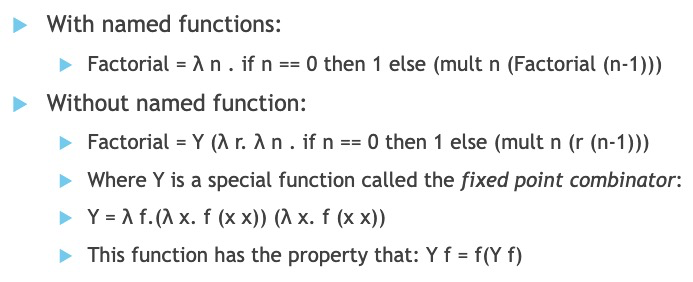 With named functions:
Factorial = λ n . if n == 0 then 1 else (mult n (Factorial (n-1)))
Without named function:
Factorial = Y (λ r. λ n . if n == 0 then 1 else (mult n (r (n-1)))
Where Y is a special function called the fixed point combinator:
Y = λ f.(λ x. f (x x)) (λ x. f (x x))
This function has the property that: Y f = f(Y f)